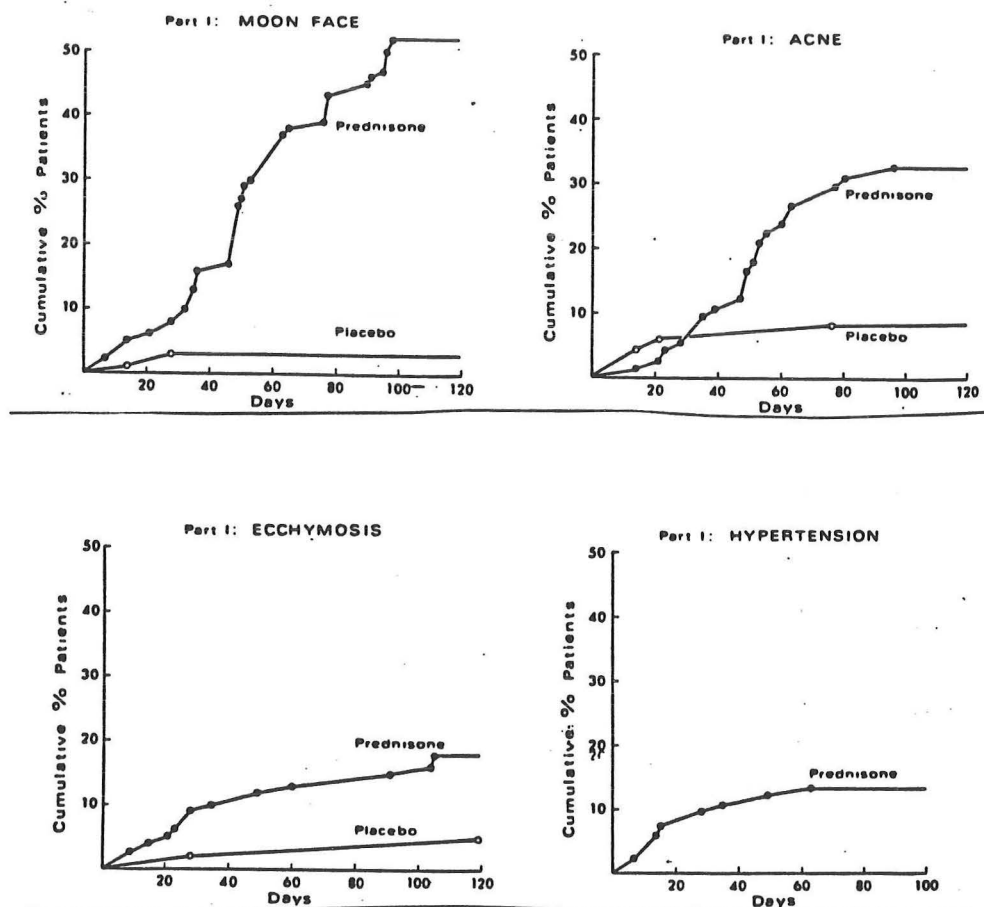 Part I: MOON FACE
Cumulative % Patients
50
40
30
20
10
Prednisone
Placebo
20
40
60
80
100
120
Days
Part I: ACNE
Cumulative % Patients
50
40
30
20
10
Prednisone
Placebo
20
40
60
80
100
120
Days
Part I: ECCHYMOSIS
Cumulative % Patients
50
40
30
20
10
Prednisone
Placebo
20
40
60
80
100
120
Days
Part I: HYPERTENSION
Cumulative % Patients
50
40
30
20
10
Prednisone
20
40
60
80
100
Days